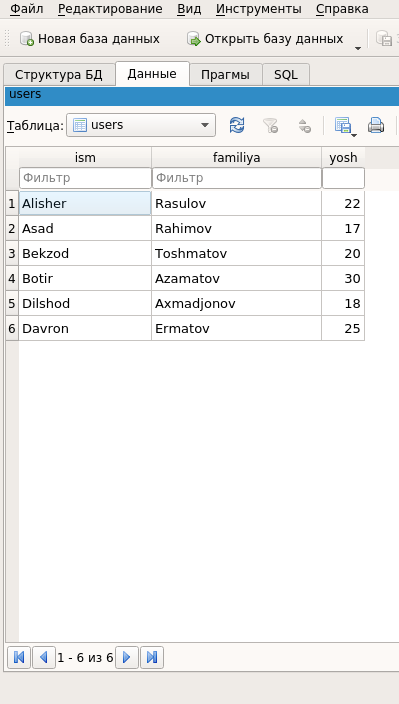 Файл Редактирование Вид Инструменты Справка
Новая база данных Открыть базу данных
Структура БД Данные Прагмы SQL
users
Таблица: users
ism familiya yosh
Фильтр Фильтр
1 Alisher Rasulov 22
2 Asad Rahimov 17
3 Bekzod Toshmatov 20
4 Botir Azamatov 30
5 Dilshod Axmadjonov 18
6 Davron Ermatov 25
1 - 6 из 6